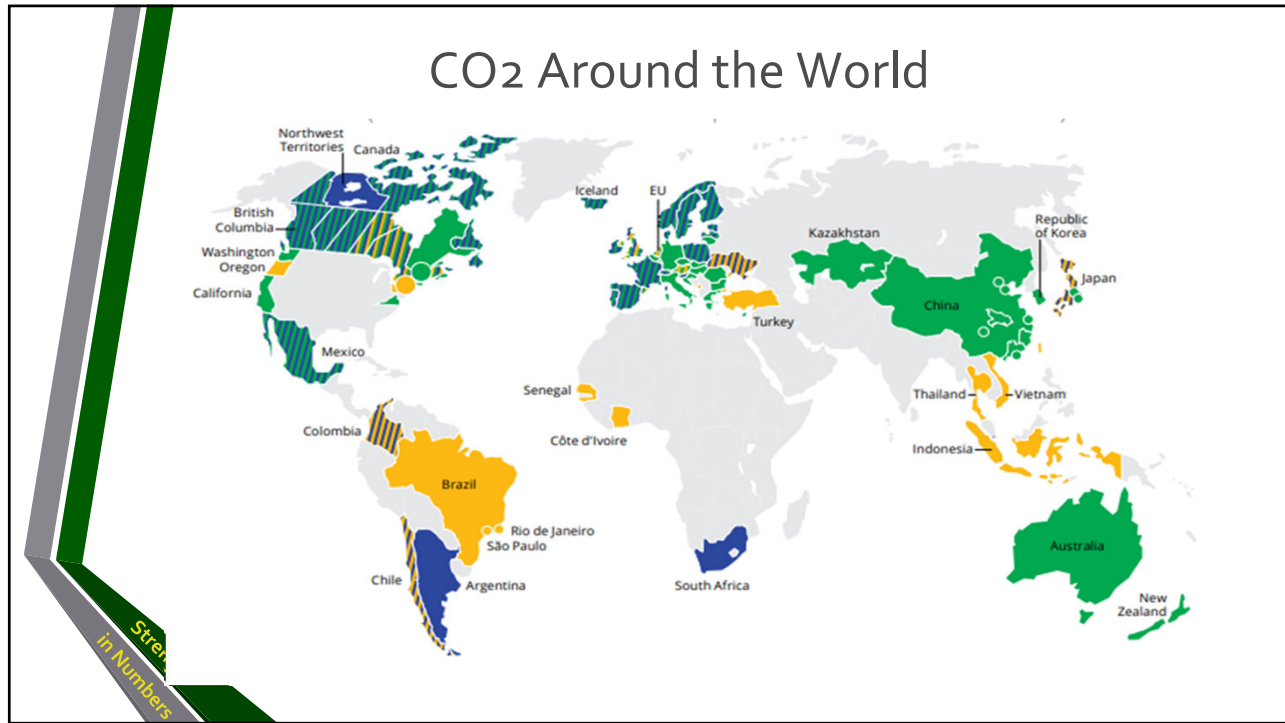 CO2 Around the World
Northwest
Territories
Canada
British
Columbia
Washington
Oregon
California
Mexico
Iceland
EU
Kazakhstan
Republic
of Korea
Japan
China
Turkey
Senegal
Côte d'Ivoire
Thailand
Vietnam
Indonesia
Colombia
Brazil
Rio de Janeiro
São Paulo
Chile
Argentina
South Africa
Australia
New
Zealand
in Numbers